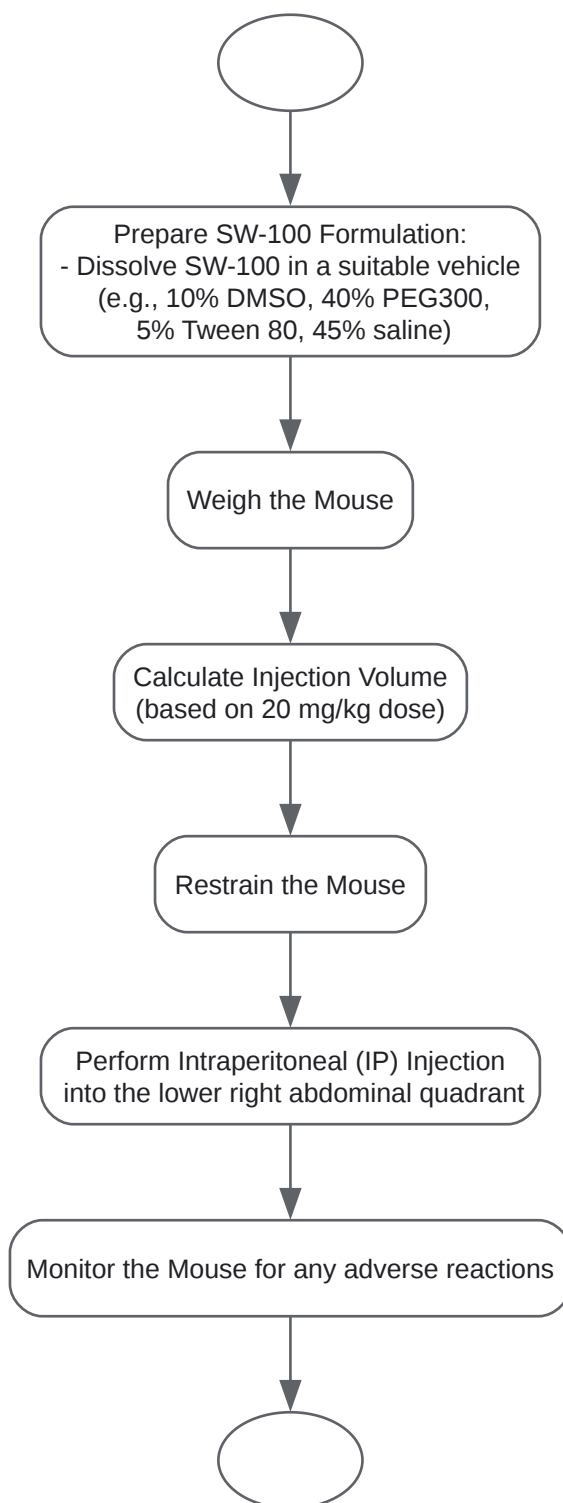 Prepare SW-100 Formulation:
- Dissolve SW-100 in a suitable vehicle
(e.g., 10% DMSO, 40% PEG300,
5% Tween 80, 45% saline)
Weigh the Mouse
Calculate Injection Volume
(based on 20 mg/kg dose)
Restrain the Mouse
Perform Intraperitoneal (IP) Injection
into the lower right abdominal quadrant
Monitor the Mouse for any adverse reactions